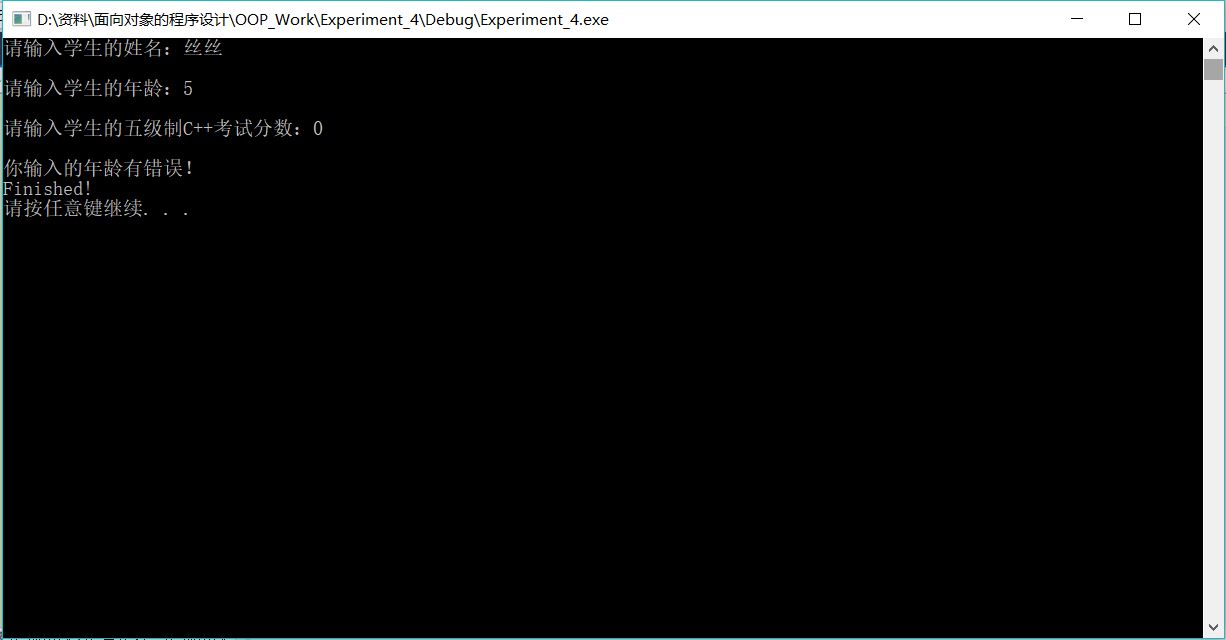 D:\资料\面向对象的程序设计\OOP_Work\Experiment_4\Debug\Experiment_4.exe
请输入学生的姓名：丝丝
请输入学生的年龄：5
请输入学生的五级制C++考试分数：0
你输入的年龄有错误！
Finished!
请按任意键继续. . .